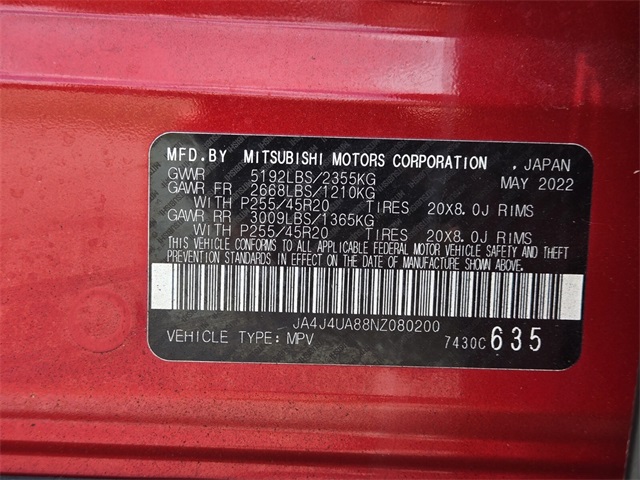 MFD.BY MITSUBISHI MOTORS CORPORATION , JAPAN
GVWR 5192LBS/2355KG MAY 2022
GAWR FR 2668LBS/1210KG
WITH P255/45R20 TIRES 20X8.0J RIMS
GAWR RR 3009LBS/1365KG
WITH P255/45R20 TIRES 20X8.0J RIMS
THIS VEHICLE CONFORMS TO ALL APPLICABLE FEDERAL MOTOR VEHICLE SAFETY AND THEFT
PREVENTION STANDARDS IN EFFECT ON THE DATE OF MANUFACTURE SHOWN ABOVE.
JA4J4UA88NZ080200
VEHICLE TYPE:MPV 7430C 635